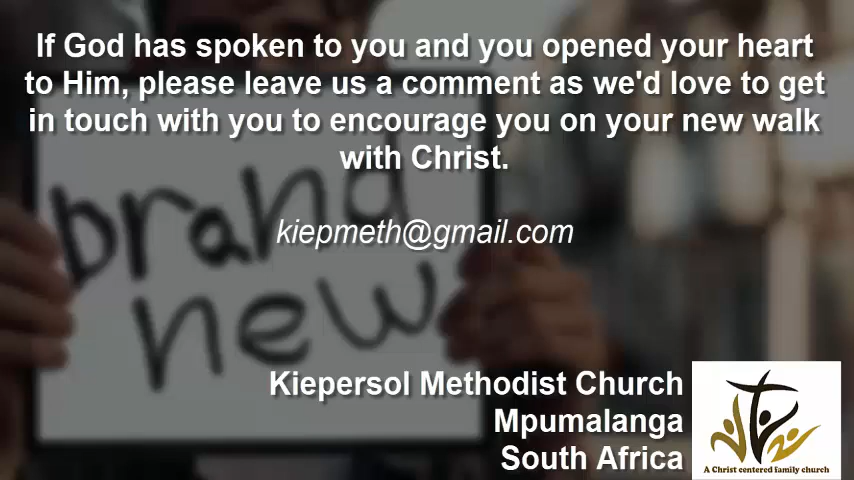 If God has spoken to you and you opened your heart
to Him, please leave us a comment as we'd love to get
in touch with you to encourage you on your new walk
with Christ.
kiepmeth@gmail.com
brand
new
Kiepersol Methodist Church
Mpumalanga
South Africa
A Christ centered family church